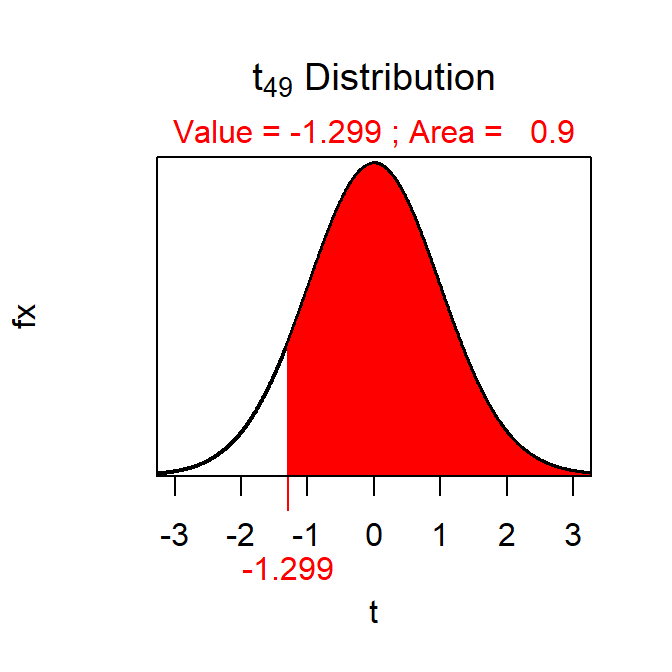 t₄₉ Distribution
Value = -1.299 ; Area = 0.9
fx
-3 -2 -1 0 1 2 3
-1.299
t